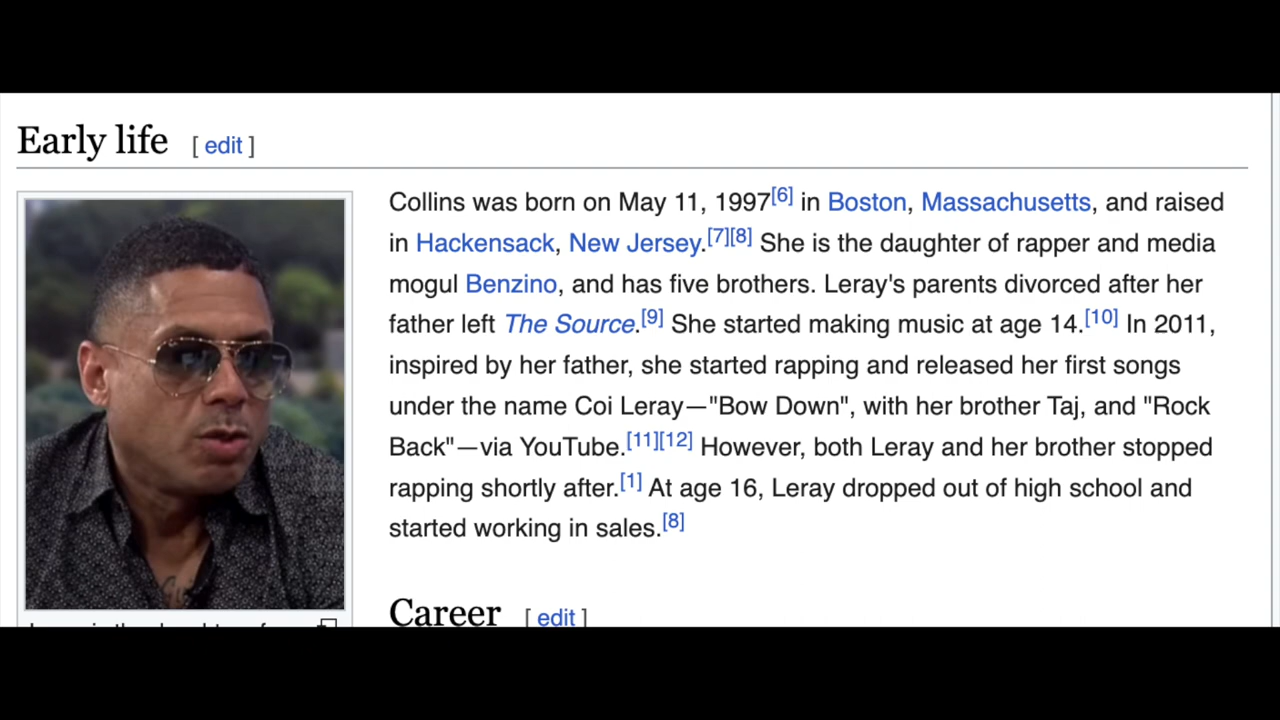 Early life [ edit ]
Collins was born on May 11, 1997[6] in Boston, Massachusetts, and raised
in Hackensack, New Jersey.[7][8] She is the daughter of rapper and media
mogul Benzino, and has five brothers. Leray's parents divorced after her
father left The Source.[9] She started making music at age 14.[10] In 2011,
inspired by her father, she started rapping and released her first songs
under the name Coi Leray—"Bow Down", with her brother Taj, and "Rock
Back"—via YouTube.[11][12] However, both Leray and her brother stopped
rapping shortly after.[1] At age 16, Leray dropped out of high school and
started working in sales.[8]
Career [ edit ]